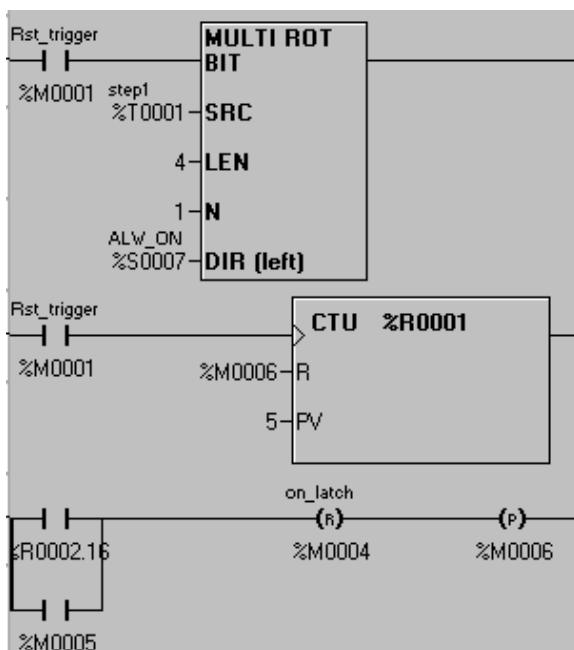 Rst_trigger
MULTI ROT
BIT
%M0001
step1
%T0001
SRC
4
LEN
1
N
ALW_ON
%S0007
DIR (left)
Rst_trigger
CTU %R0001
%M0001
%M0006
R
5
PV
on_latch
(R)
(P)
%R0002.16
%M0004
%M0006
%M0005